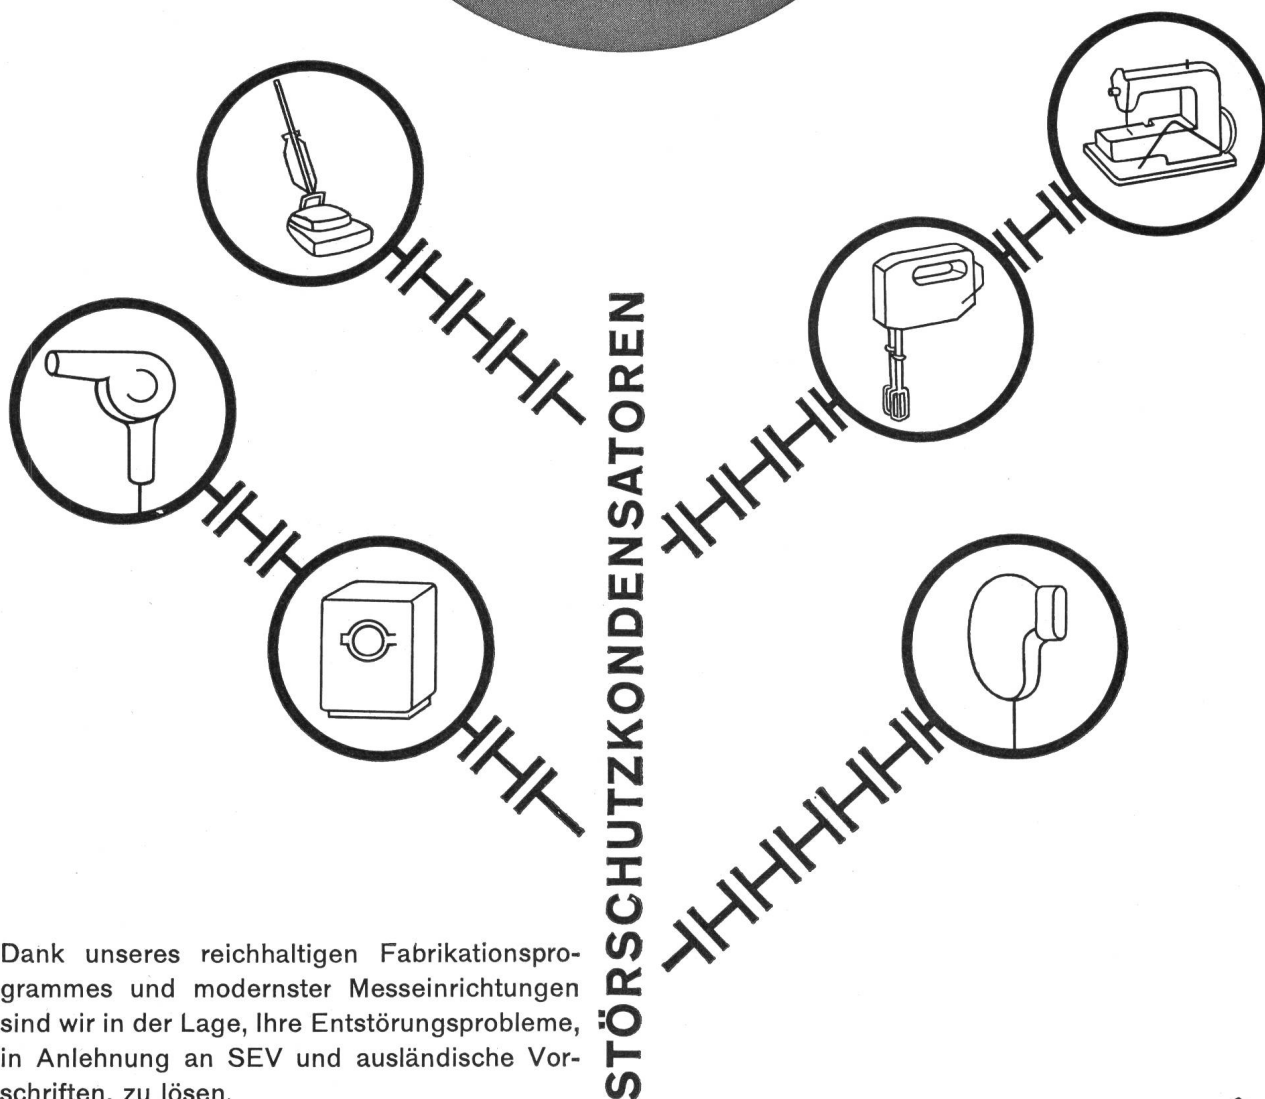 STÖRSCHUTZKONDENSATOREN
Dank unseres reichhaltigen Fabrikationspro-
grammes und modernster Messeinrichtungen
sind wir in der Lage, Ihre Entstörungsprobleme,
in Anlehnung an SEV und ausländische Vor-
schriften, zu lösen.